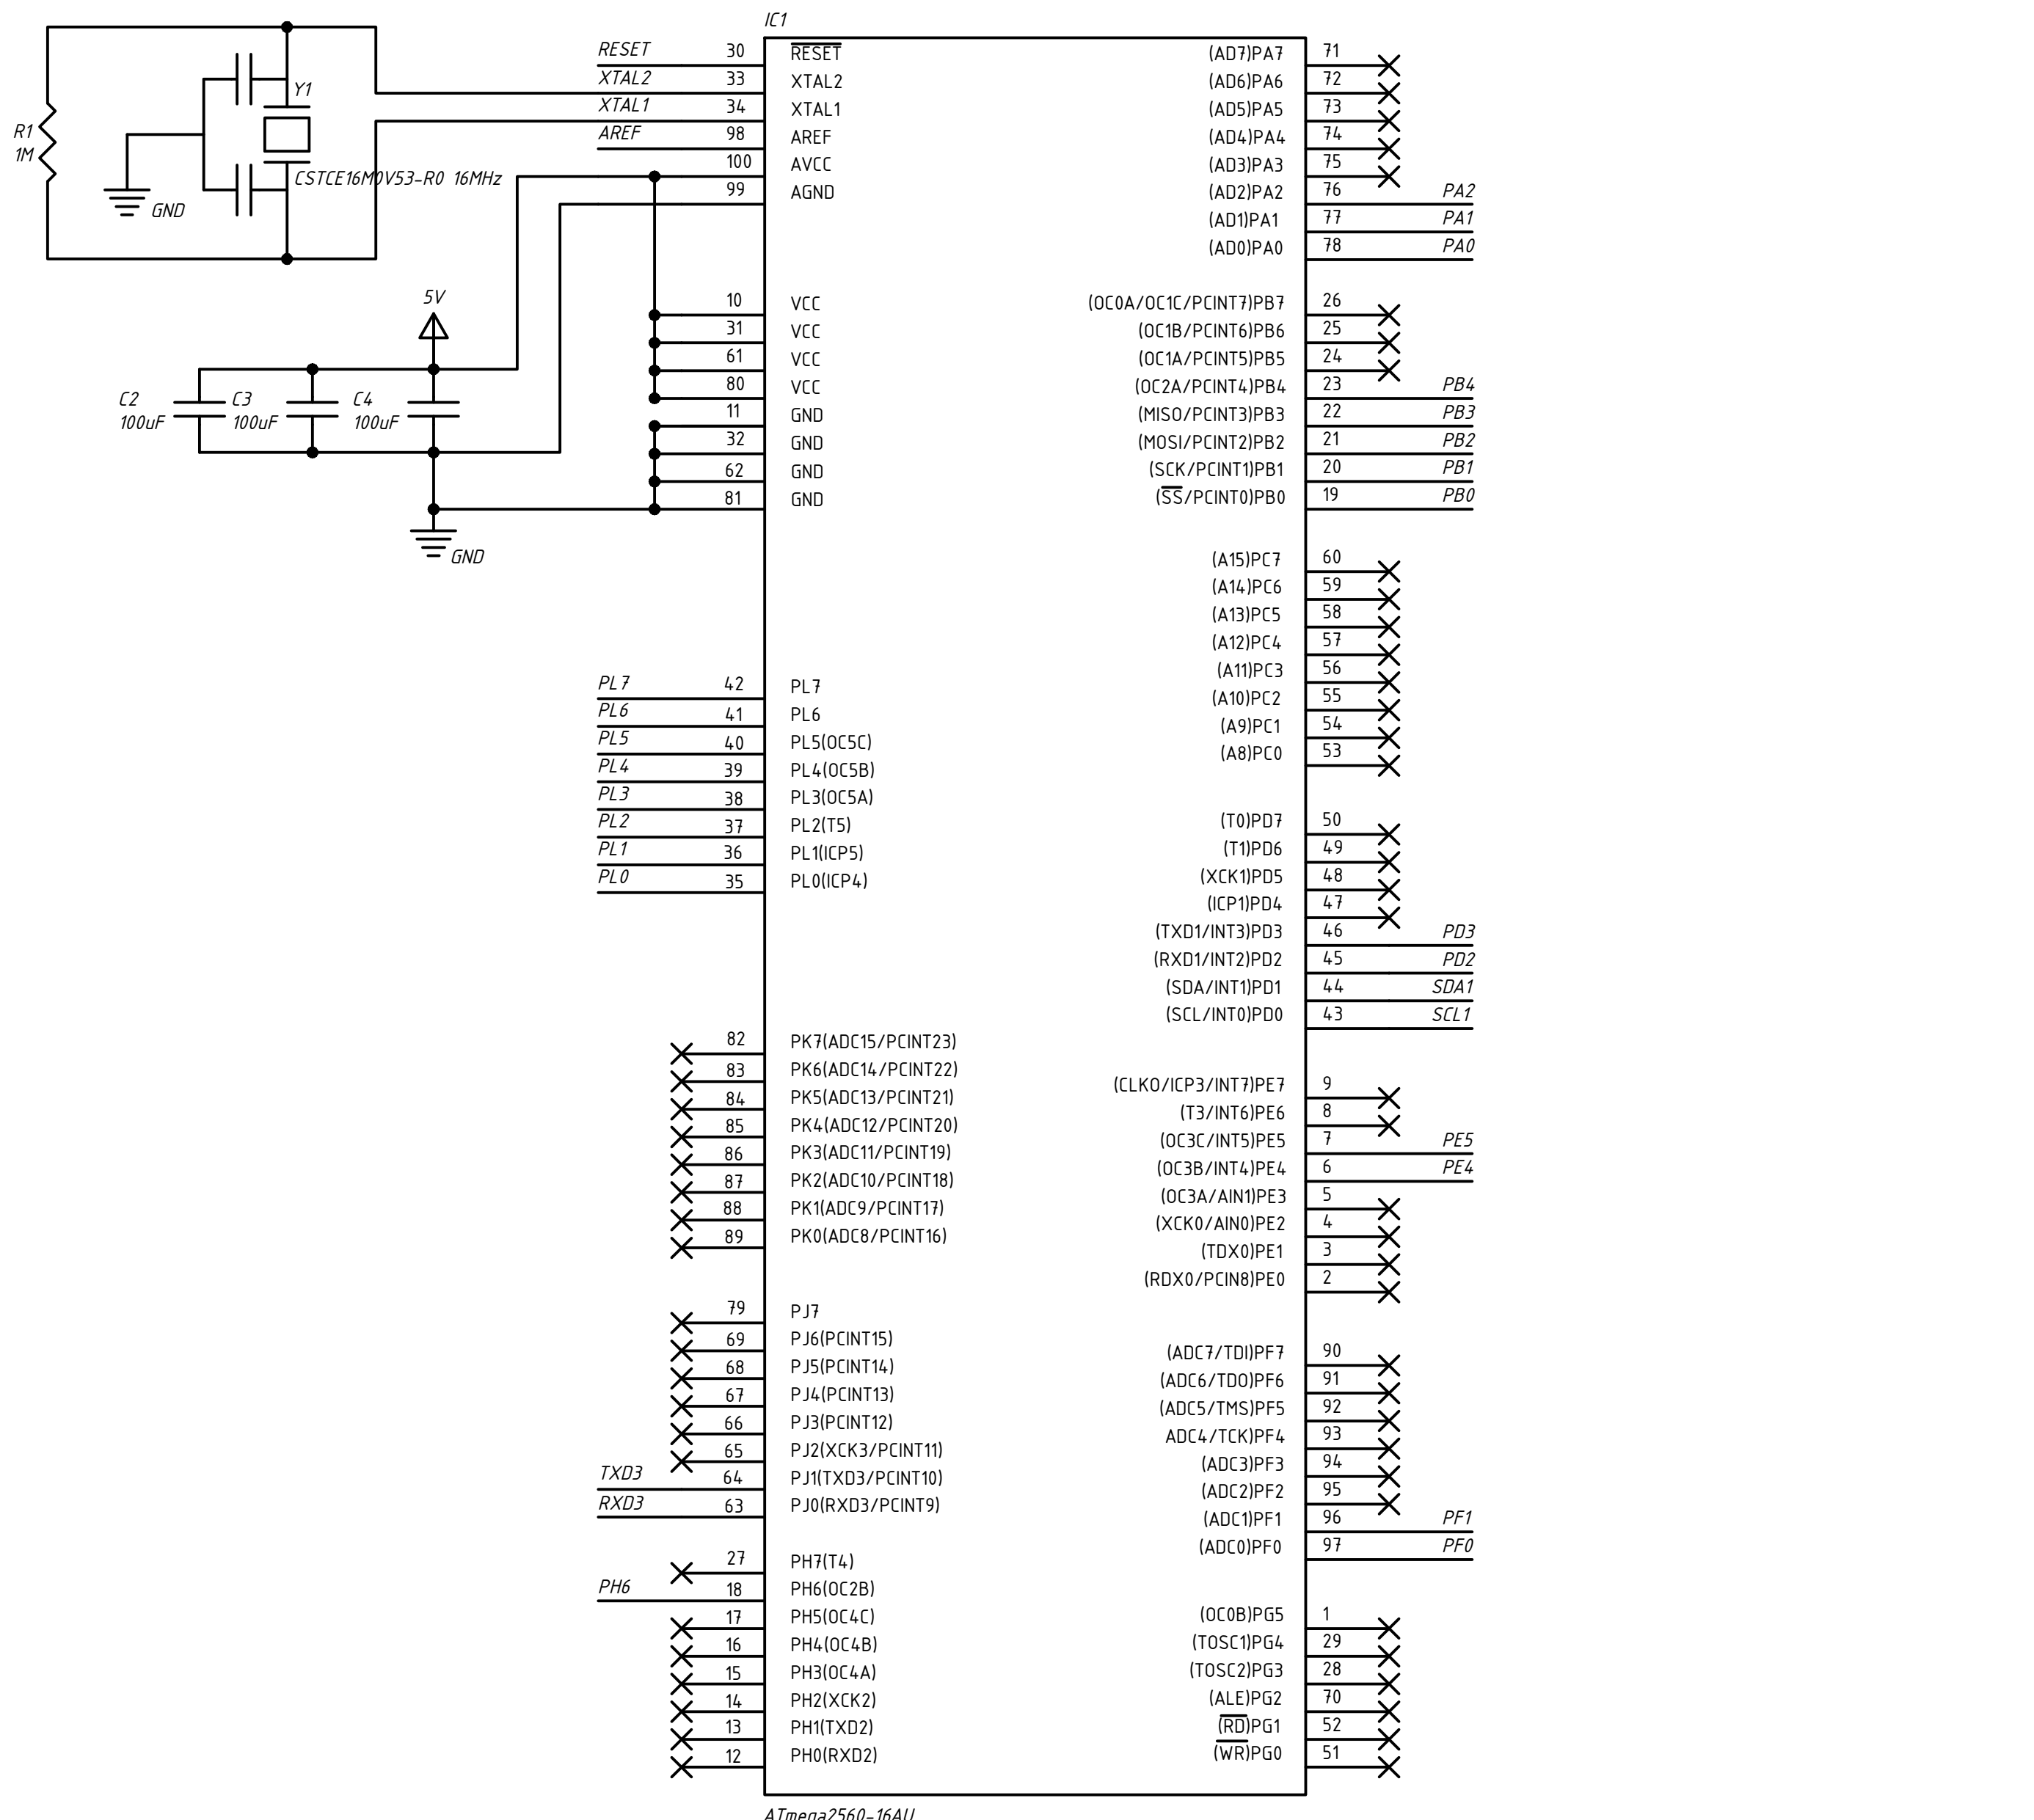 IC1
RESET 30 RESET
XTAL2 33 XTAL2
XTAL1 34 XTAL1
AREF 98 AREF
100 AVCC
99 AGND
Y1
R1
1M
CSTCE16M0V53-R0 16MHz
GND
5V
C2
100uF
C3
100uF
C4
100uF
GND
10 VCC
31 VCC
61 VCC
80 VCC
11 GND
32 GND
62 GND
81 GND
PL7 42 PL7
PL6 41 PL6
PL5 40 PL5(OC5C)
PL4 39 PL4(OC5B)
PL3 38 PL3(OC5A)
PL2 37 PL2(T5)
PL1 36 PL1(ICP5)
PL0 35 PL0(ICP4)
82 PK7(ADC15/PCINT23)
83 PK6(ADC14/PCINT22)
84 PK5(ADC13/PCINT21)
85 PK4(ADC12/PCINT20)
86 PK3(ADC11/PCINT19)
87 PK2(ADC10/PCINT18)
88 PK1(ADC9/PCINT17)
89 PK0(ADC8/PCINT16)
79 PJ7
69 PJ6(PCINT15)
68 PJ5(PCINT14)
67 PJ4(PCINT13)
66 PJ3(PCINT12)
65 PJ2(XCK3/PCINT11)
TXD3 64 PJ1(TXD3/PCINT10)
RXD3 63 PJ0(RXD3/PCINT9)
27 PH7(T4)
PH6 18 PH6(OC2B)
17 PH5(OC4C)
16 PH4(OC4B)
15 PH3(OC4A)
14 PH2(XCK2)
13 PH1(TXD2)
12 PH0(RXD2)
(AD7)PA7 71
(AD6)PA6 72
(AD5)PA5 73
(AD4)PA4 74
(AD3)PA3 75
(AD2)PA2 76 PA2
(AD1)PA1 77 PA1
(AD0)PA0 78 PA0
(OC0A/OC1C/PCINT7)PB7 26
(OC1B/PCINT6)PB6 25
(OC1A/PCINT5)PB5 24
(OC2A/PCINT4)PB4 23 PB4
(MISO/PCINT3)PB3 22 PB3
(MOSI/PCINT2)PB2 21 PB2
(SCK/PCINT1)PB1 20 PB1
(SS/PCINT0)PB0 19 PB0
(A15)PC7 60
(A14)PC6 59
(A13)PC5 58
(A12)PC4 57
(A11)PC3 56
(A10)PC2 55
(A9)PC1 54
(A8)PC0 53
(T0)PD7 50
(T1)PD6 49
(XCK1)PD5 48
(ICP1)PD4 47
(TXD1/INT3)PD3 46 PD3
(RXD1/INT2)PD2 45 PD2
(SDA/INT1)PD1 44 SDA1
(SCL/INT0)PD0 43 SCL1
(CLKO/ICP3/INT7)PE7 9
(T3/INT6)PE6 8
(OC3C/INT5)PE5 7 PE5
(OC3B/INT4)PE4 6 PE4
(OC3A/AIN1)PE3 5
(XCK0/AIN0)PE2 4
(TDX0)PE1 3
(RDX0/PCIN8)PE0 2
(ADC7/TDI)PF7 90
(ADC6/TDO)PF6 91
(ADC5/TMS)PF5 92
ADC4/TCK)PF4 93
(ADC3)PF3 94
(ADC2)PF2 95
(ADC1)PF1 96 PF1
(ADC0)PF0 97 PF0
(OC0B)PG5 1
(TOSC1)PG4 29
(TOSC2)PG3 28
(ALE)PG2 70
(RD)PG1 52
(WR)PG0 51
ATmega2560-16AU